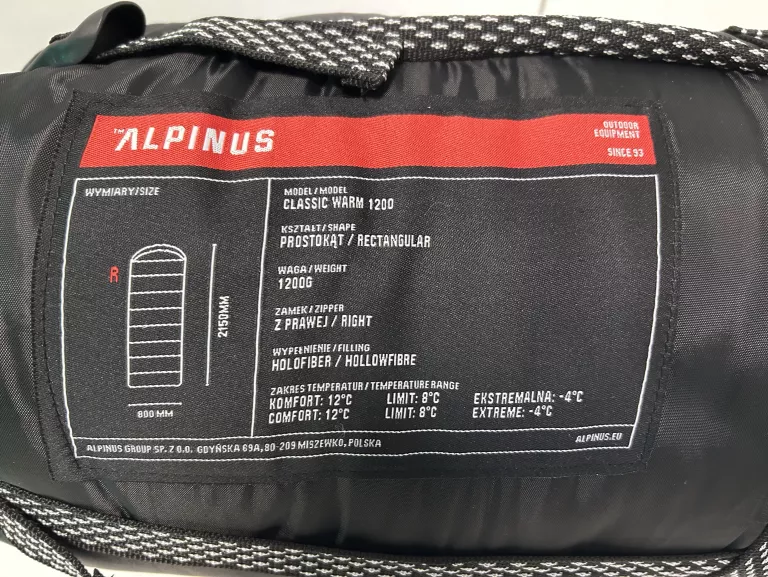 ™ALPINUS
OUTDOOR
EQUIPMENT
SINCE 93
WYMIARY/SIZE
R
2150MM
800 MM
MODEL / MODEL
CLASSIC WARM 1200
KSZTAŁT / SHAPE
PROSTOKĄT / RECTANGULAR
WAGA / WEIGHT
1200G
ZAMEK / ZIPPER
Z PRAWEJ / RIGHT
WYPEŁNIENIE / FILLING
HOLOFIBER / HOLLOWFIBRE
ZAKRES TEMPERATUR / TEMPERATURE RANGE
KOMFORT: 12°C LIMIT: 8°C EKSTREMALNA: -4°C
COMFORT: 12°C LIMIT: 8°C EXTREME: -4°C
ALPINUS GROUP SP. Z O.O. GDYŃSKA 69A, 80-209 MISZEWKO, POLSKA
ALPINUS.EU